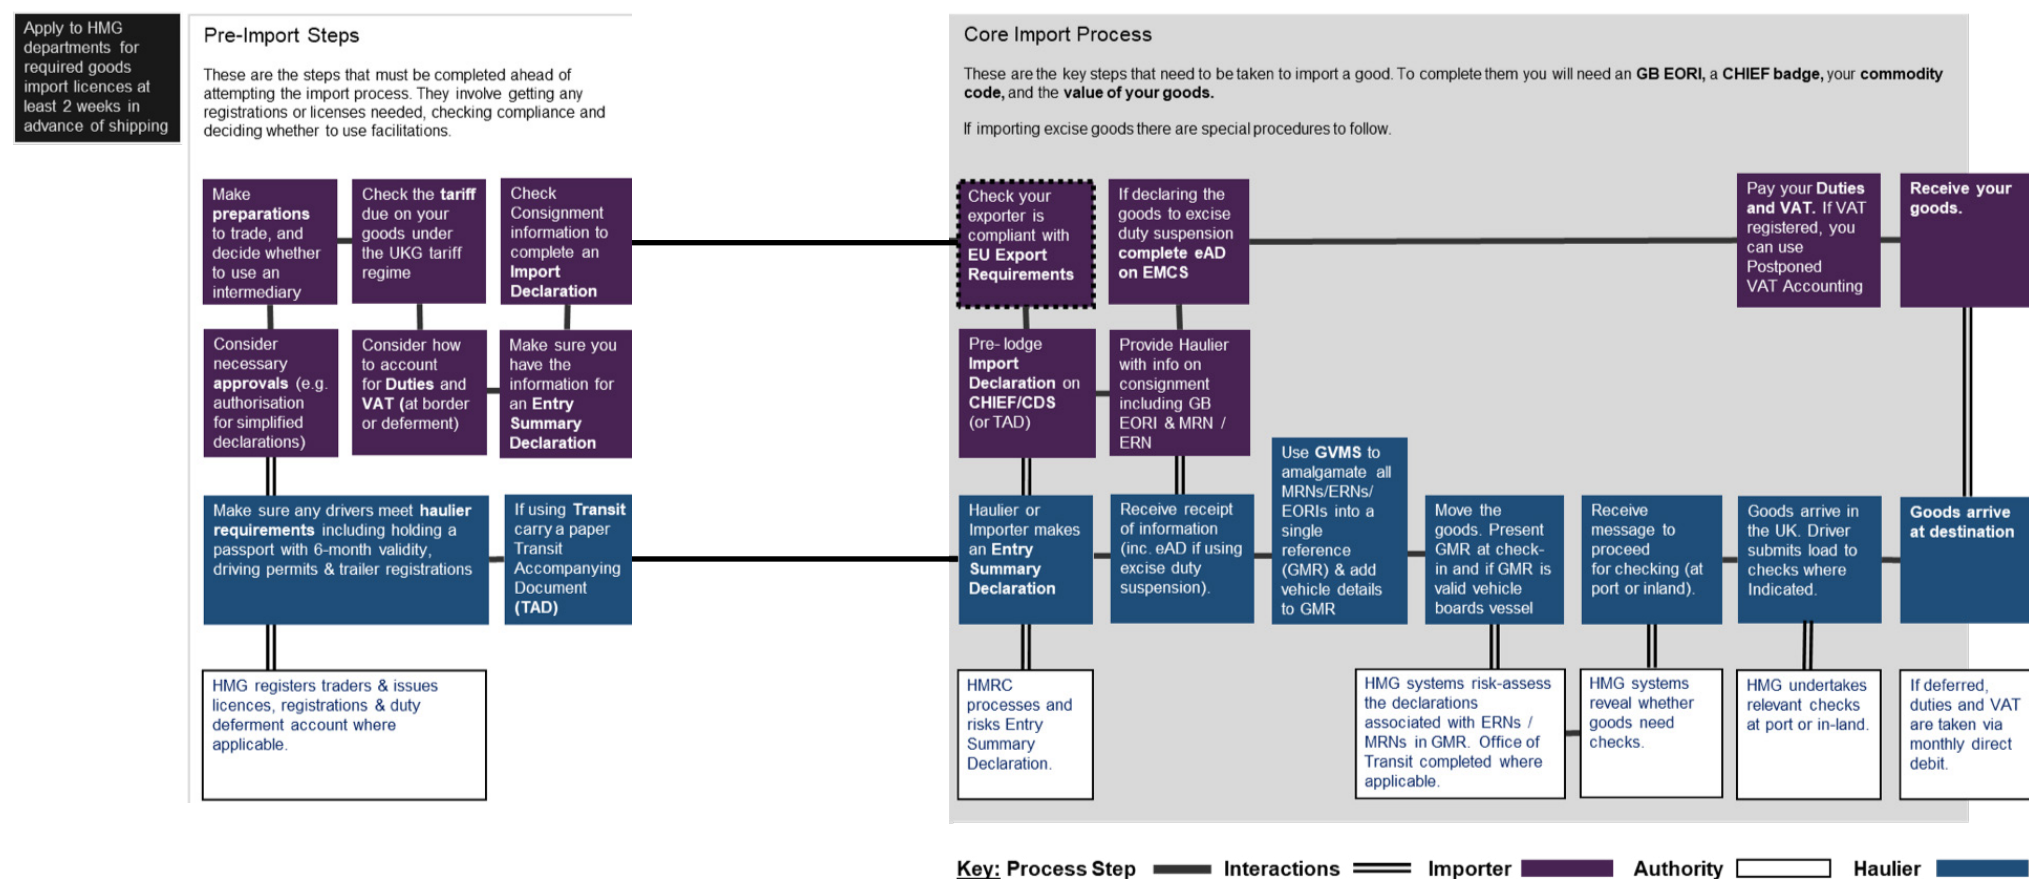 Apply to HMG
departments for
required goods
import licences at
least 2 weeks in
advance of shipping
Pre-Import Steps
These are the steps that must be completed ahead of
attempting the import process. They involve getting any
registrations or licenses needed, checking compliance and
deciding whether to use facilitations.
Make
preparations
to trade, and
decide whether
to use an
intermediary
Check the tariff
due on your
goods under
the UKG tariff
regime
Check
Consignment
information to
complete an
Import
Declaration
Consider
necessary
approvals (e.g.
authorisation
for simplified
declarations)
Consider how
to account
for Duties and
VAT (at border
or deferment)
Make sure you
have the
information for
an Entry
Summary
Declaration
Make sure any drivers meet haulier
requirements including holding a
passport with 6-month validity,
driving permits & trailer registrations
If using Transit
carry a paper
Transit
Accompanying
Document
(TAD)
HMG registers traders & issues
licences, registrations & duty
deferment account where
applicable.
Core Import Process
These are the key steps that need to be taken to import a good. To complete them you will need an GB EORI, a CHIEF badge, your commodity
code, and the value of your goods.
If importing excise goods there are special procedures to follow.
Check your
exporter is
compliant with
EU Export
Requirements
If declaring the
goods to excise
duty suspension
complete eAD
on EMCS
Pay your Duties
and VAT. If VAT
registered, you
can use
Postponed
VAT Accounting
Receive your
goods.
Pre- lodge
Import
Declaration on
CHIEF/CDS
(or TAD)
Provide Haulier
with info on
consignment
including GB
EORI & MRN /
ERN
Haulier or
Importer makes
an Entry
Summary
Declaration
Receive receipt
of information
(inc. eAD if using
excise duty
suspension).
Use GVMS to
amalgamate all
MRNs/ERNs/
EORIs into a
single
reference
(GMR) & add
vehicle details
to GMR
Move the
goods. Present
GMR at check-
in and if GMR is
valid vehicle
boards vessel
Receive
message to
proceed
for checking (at
port or inland).
Goods arrive in
the UK. Driver
submits load to
checks where
Indicated.
Goods arrive
at destination
HMRC
processes and
risks Entry
Summary
Declaration.
HMG systems risk-assess
the declarations
associated with ERNs /
MRNs in GMR. Office of
Transit completed where
applicable.
HMG systems
reveal whether
goods need
checks.
HMG undertakes
relevant checks
at port or in-land.
If deferred,
duties and VAT
are taken via
monthly direct
debit.
Key: Process Step Interactions Importer Authority Haulier